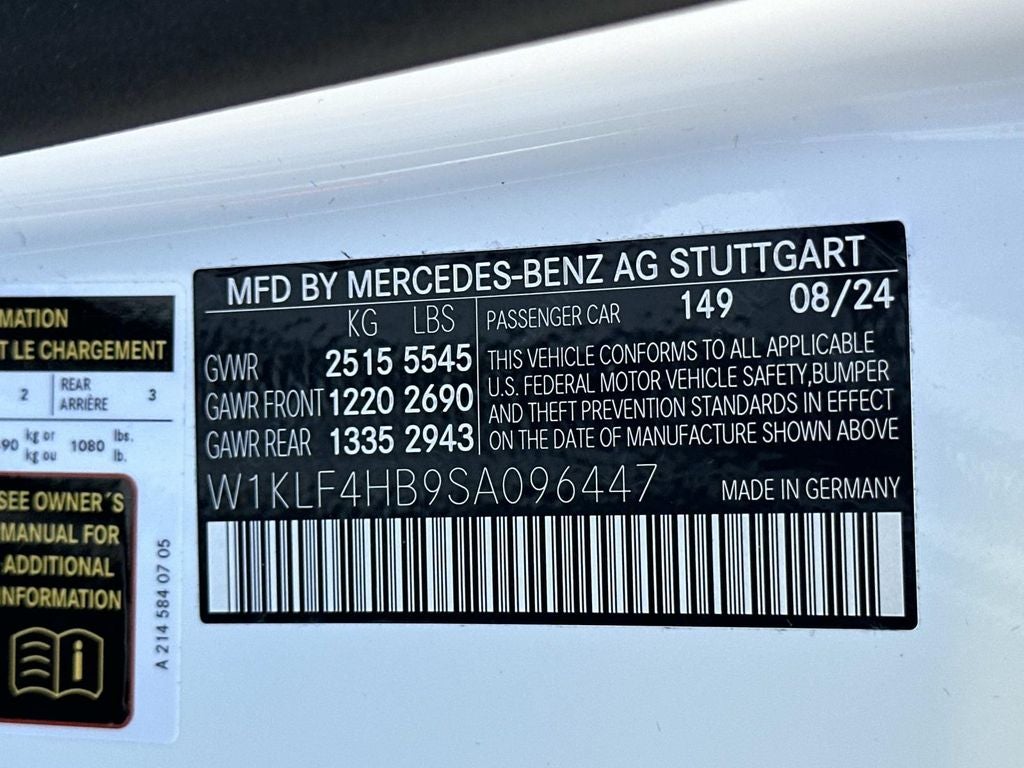 MATION
T LE CHARGEMENT
2 REAR ARRIÈRE 3
90 kg or kg ou 1080 lbs. lb.
SEE OWNER´S
MANUAL FOR
ADDITIONAL
INFORMATION
A 214 584 07 05
MFD BY MERCEDES-BENZ AG STUTTGART
KG LBS
GVWR 2515 5545
GAWR FRONT 1220 2690
GAWR REAR 1335 2943
PASSENGER CAR 149 08/24
THIS VEHICLE CONFORMS TO ALL APPLICABLE
U.S. FEDERAL MOTOR VEHICLE SAFETY,BUMPER
AND THEFT PREVENTION STANDARDS IN EFFECT
ON THE DATE OF MANUFACTURE SHOWN ABOVE
W1KLF4HB9SA096447
MADE IN GERMANY